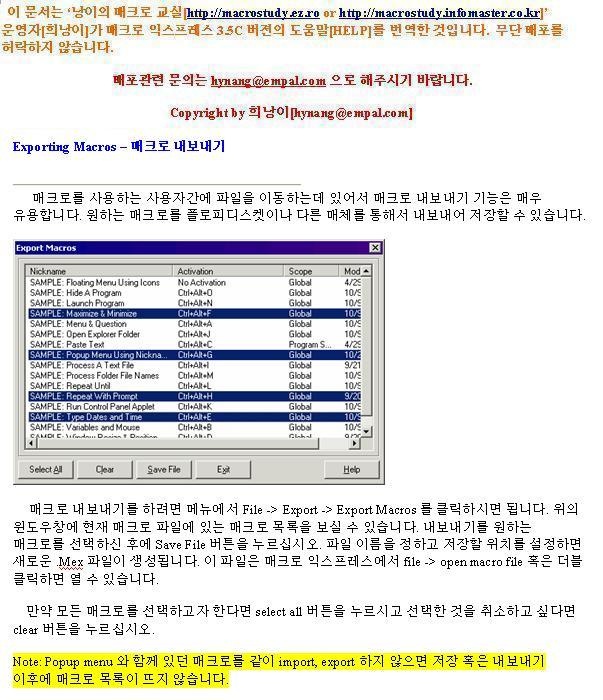 이 문서는 '낭이의 매크로 교실[http://macrostudy.ez.ro or http://macrostudy.infomaster.co.kr]'
운영자[희낭이]가 매크로 익스프레스 3.5C 버젼의 도움말[HELP]를 번역한 것입니다. 무단 배포를
허락하지 않습니다.
배포관련 문의는 hynang@empal.com 으로 해주시기 바랍니다.
Copyright by 희낭이[hynang@empal.com]
Exporting Macros – 매크로 내보내기
매크로를 사용하는 사용자간에 파일을 이동하는데 있어서 매크로 내보내기 기능은 매우
유용합니다. 원하는 매크로를 플로피디스켓이나 다른 매체를 통해서 내보내어 저장할 수 있습니다.
Export Macros
Nickname Activation Scope Mod
SAMPLE: Floating Menu Using Icons No Activation Global 4/29
SAMPLE: Hide A Program Ctrl+Alt+O Global 10/9
SAMPLE: Launch Program Ctrl+Alt+N Global 10/9
SAMPLE: Maximize & Minimize Ctrl+Alt+F Global 10/9
SAMPLE: Menu & Question Ctrl+Alt+A Global 10/9
SAMPLE: Open Explorer Folder Ctrl+Alt+J Global 10/9
SAMPLE: Paste Text Ctrl+Alt+C Program S... 4/29
SAMPLE: Popup Menu Using Nickna... Ctrl+Alt+G Global 10/2
SAMPLE: Process A Text File Ctrl+Alt+I Global 9/21
SAMPLE: Process Folder File Names Ctrl+Alt+M Global 10/9
SAMPLE: Repeat Until Ctrl+Alt+L Global 10/9
SAMPLE: Repeat With Prompt Ctrl+Alt+H Global 9/20
SAMPLE: Run Control Panel Applet Ctrl+Alt+K Global 10/9
SAMPLE: Type Dates and Time Ctrl+Alt+E Global 10/9
SAMPLE: Variables and Mouse Ctrl+Alt+B Global 10/9
SAMPLE: Window Resize & Position Ctrl+Alt+D Global 9/20
Select All Clear Save File Exit Help
매크로 내보내기를 하려면 메뉴에서 File -> Export -> Export Macros 를 클릭하시면 됩니다. 위의
윈도우창에 현재 매크로 파일에 있는 매크로 목록을 보실 수 있습니다. 내보내기를 원하는
매크로를 선택하신 후에 Save File 버튼을 누르십시오. 파일 이름을 정하고 저장할 위치를 설정하면
새로운 .Mex 파일이 생성됩니다. 이 파일은 매크로 익스프레스에서 file -> open macro file 혹은 더블
클릭하면 열 수 있습니다.
만약 모든 매크로를 선택하고자 한다면 select all 버튼을 누르시고 선택한 것을 취소하고 싶다면
clear 버튼을 누르십시오.
Note: Popup menu 와 함께 있던 매크로를 같이 import, export 하지 않으면 저장 혹은 내보내기
이후에 매크로 목록이 뜨지 않습니다.